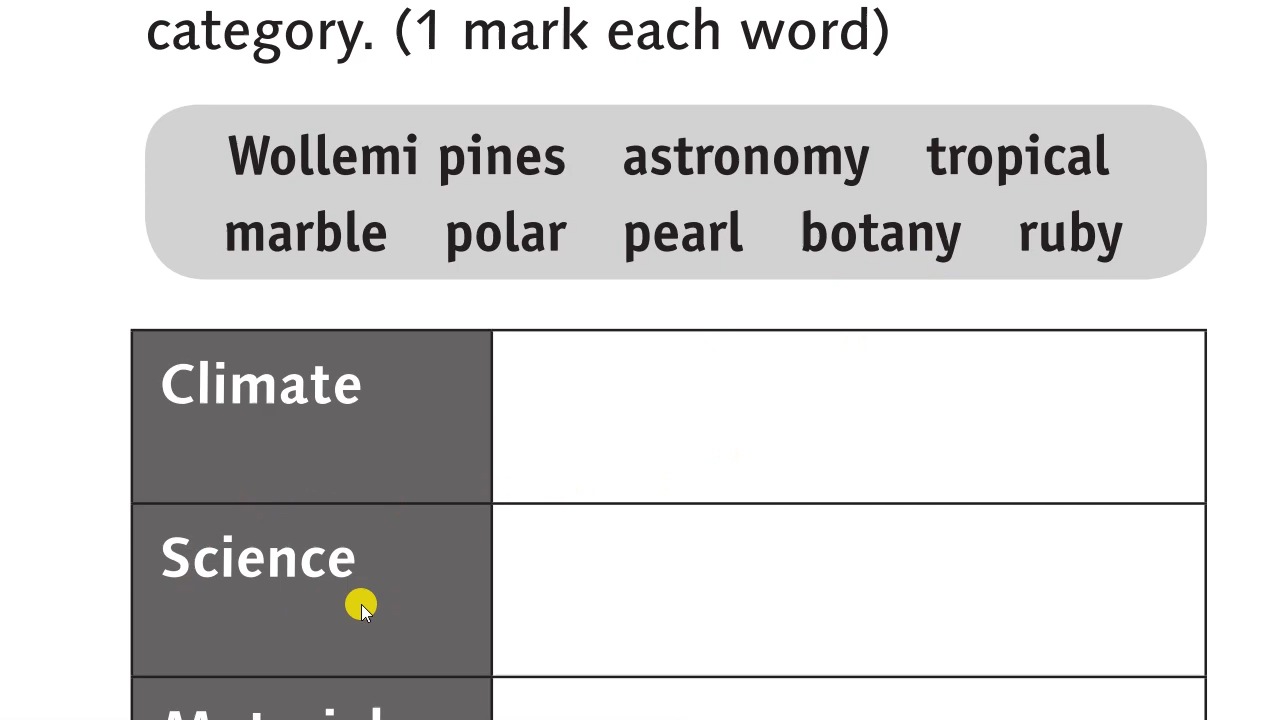 category. (1 mark each word)
Wollemi pines astronomy tropical
marble polar pearl botany ruby
Climate
Science